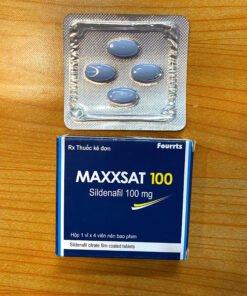 Rx Thuốc kê đơn
Fourrts
MAXXSAT 100
Sildenafil 100 mg
Hộp 1 vỉ x 4 viên nén bao phim
Sildenafil citrate film coated tablets